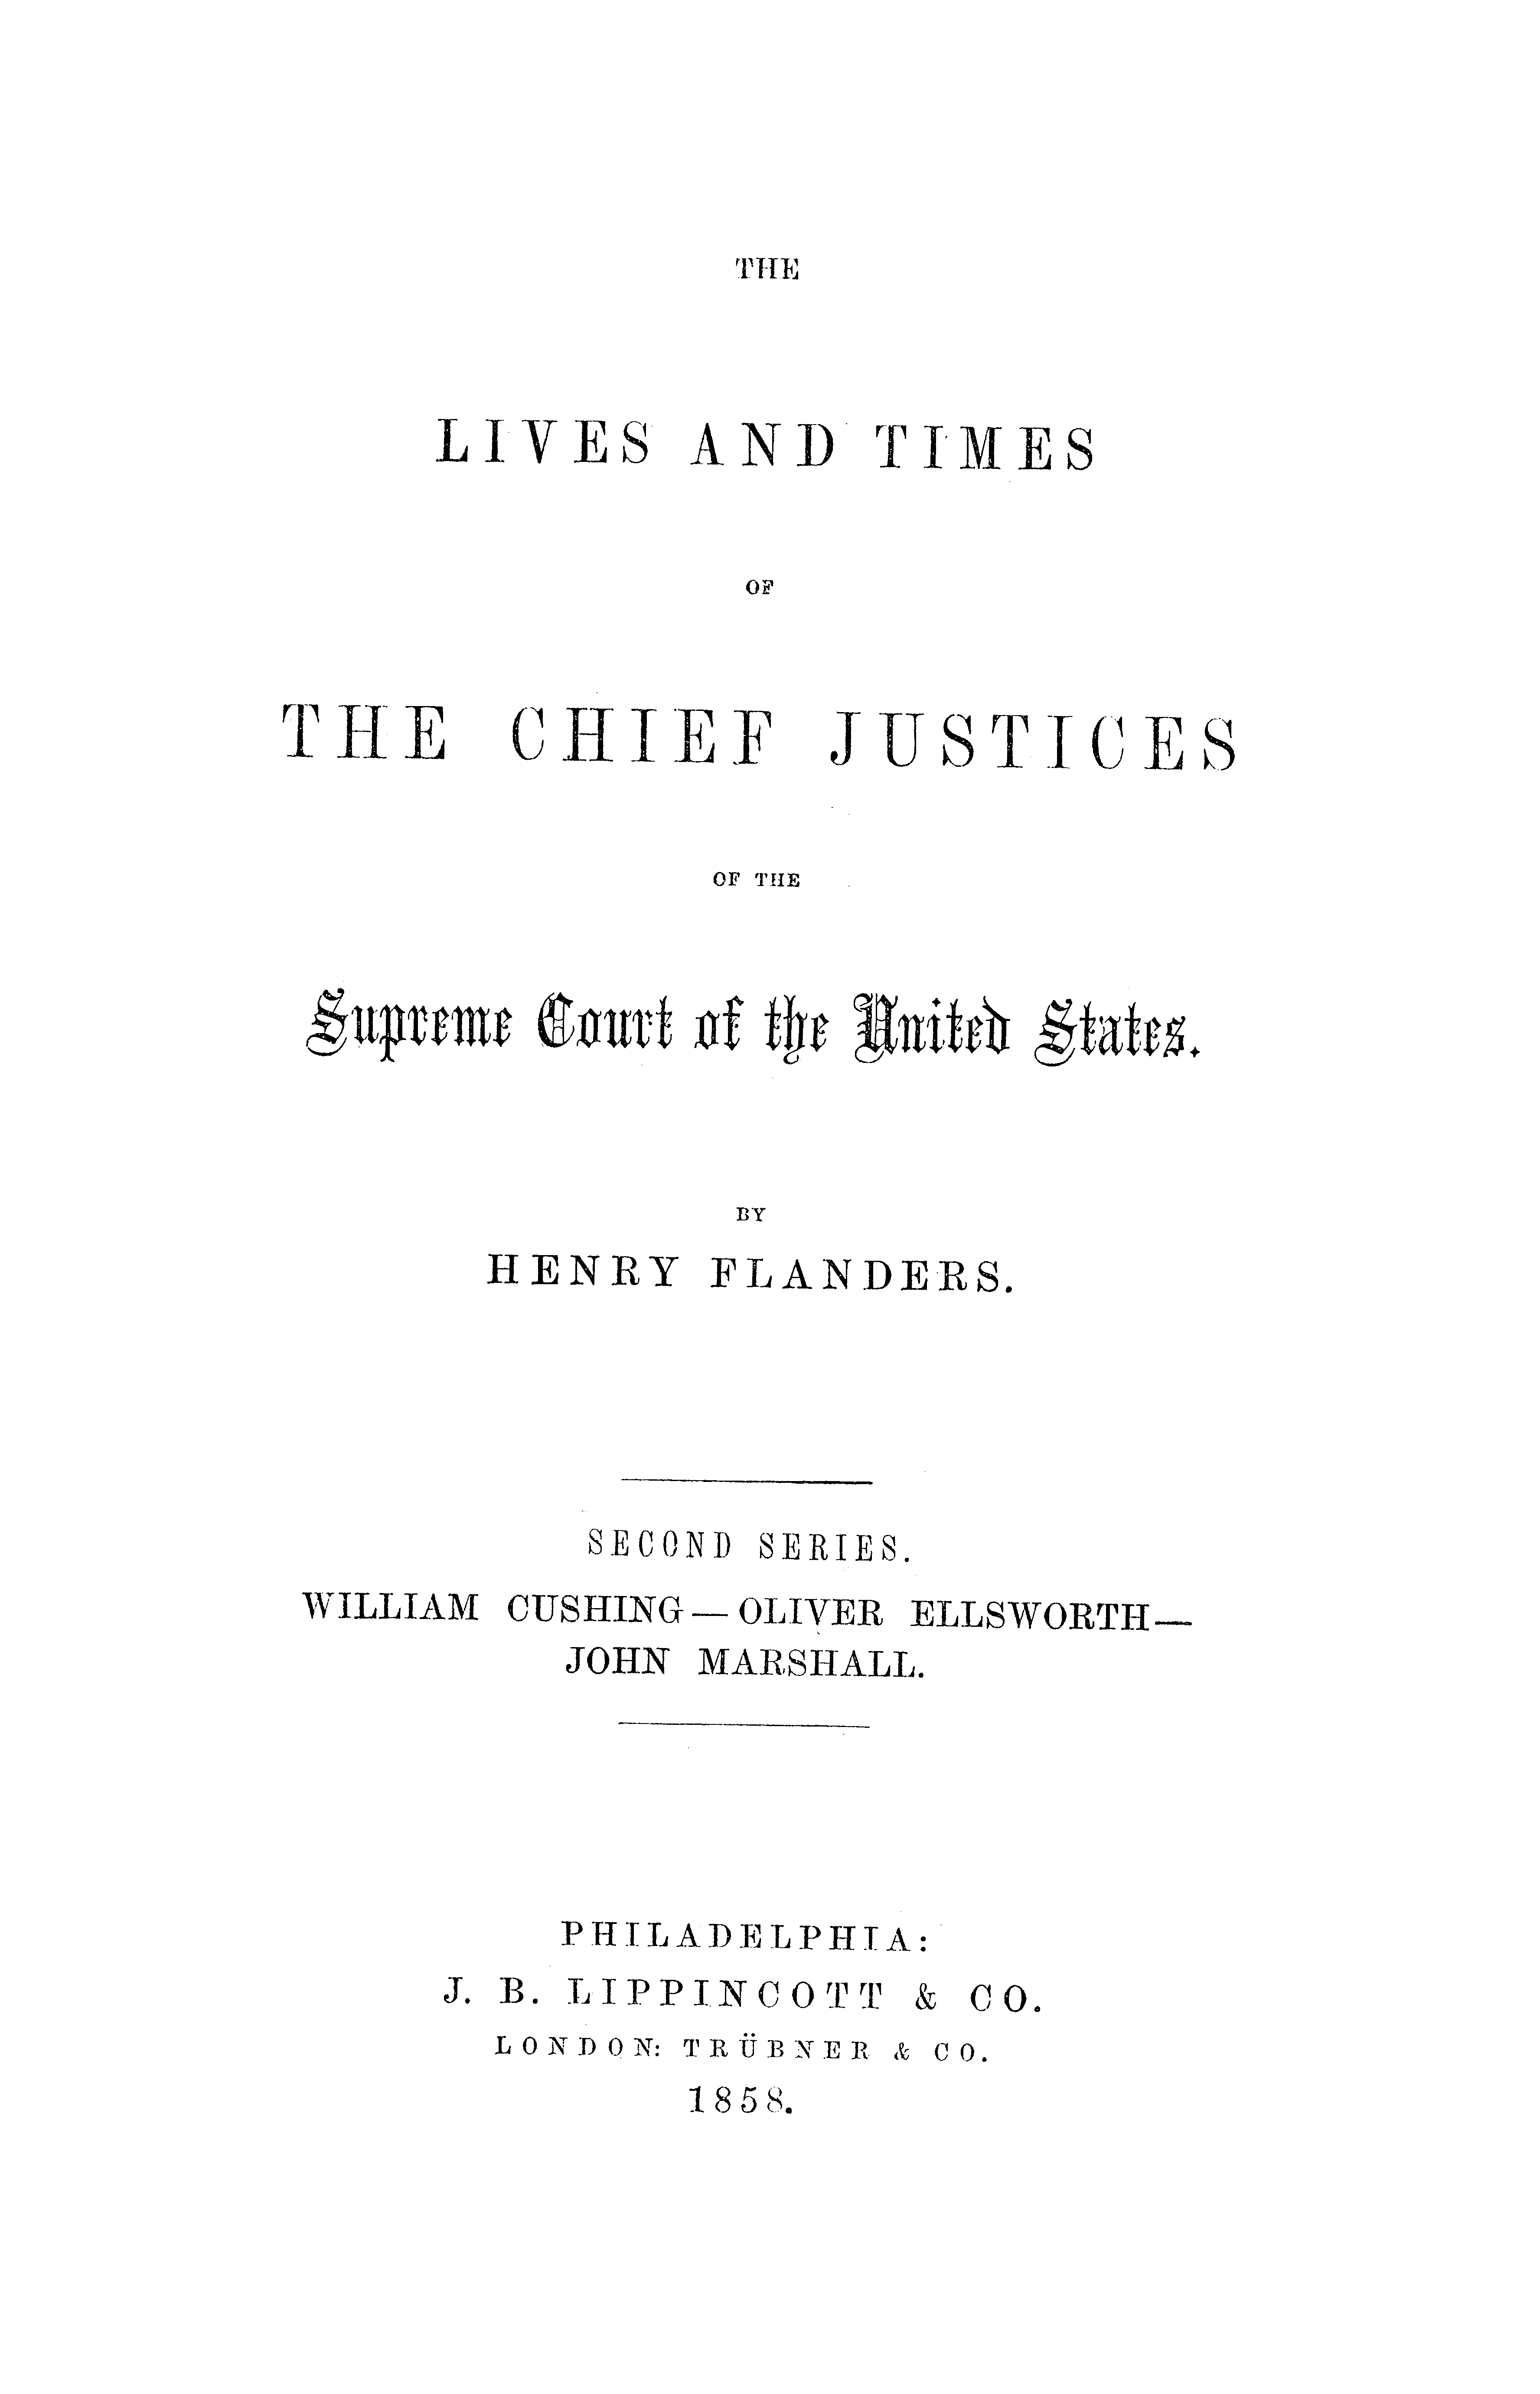 THE
LIVES AND TIMES
OF
THE CHIEF JUSTICES
OF THE
Supreme Court of the United States.
BY
HENRY FLANDERS.
SECOND SERIES.
WILLIAM CUSHING — OLIVER ELLSWORTH —
JOHN MARSHALL.
PHILADELPHIA:
J. B. LIPPINCOTT & CO.
LONDON: TRÜBNER & CO.
1858.